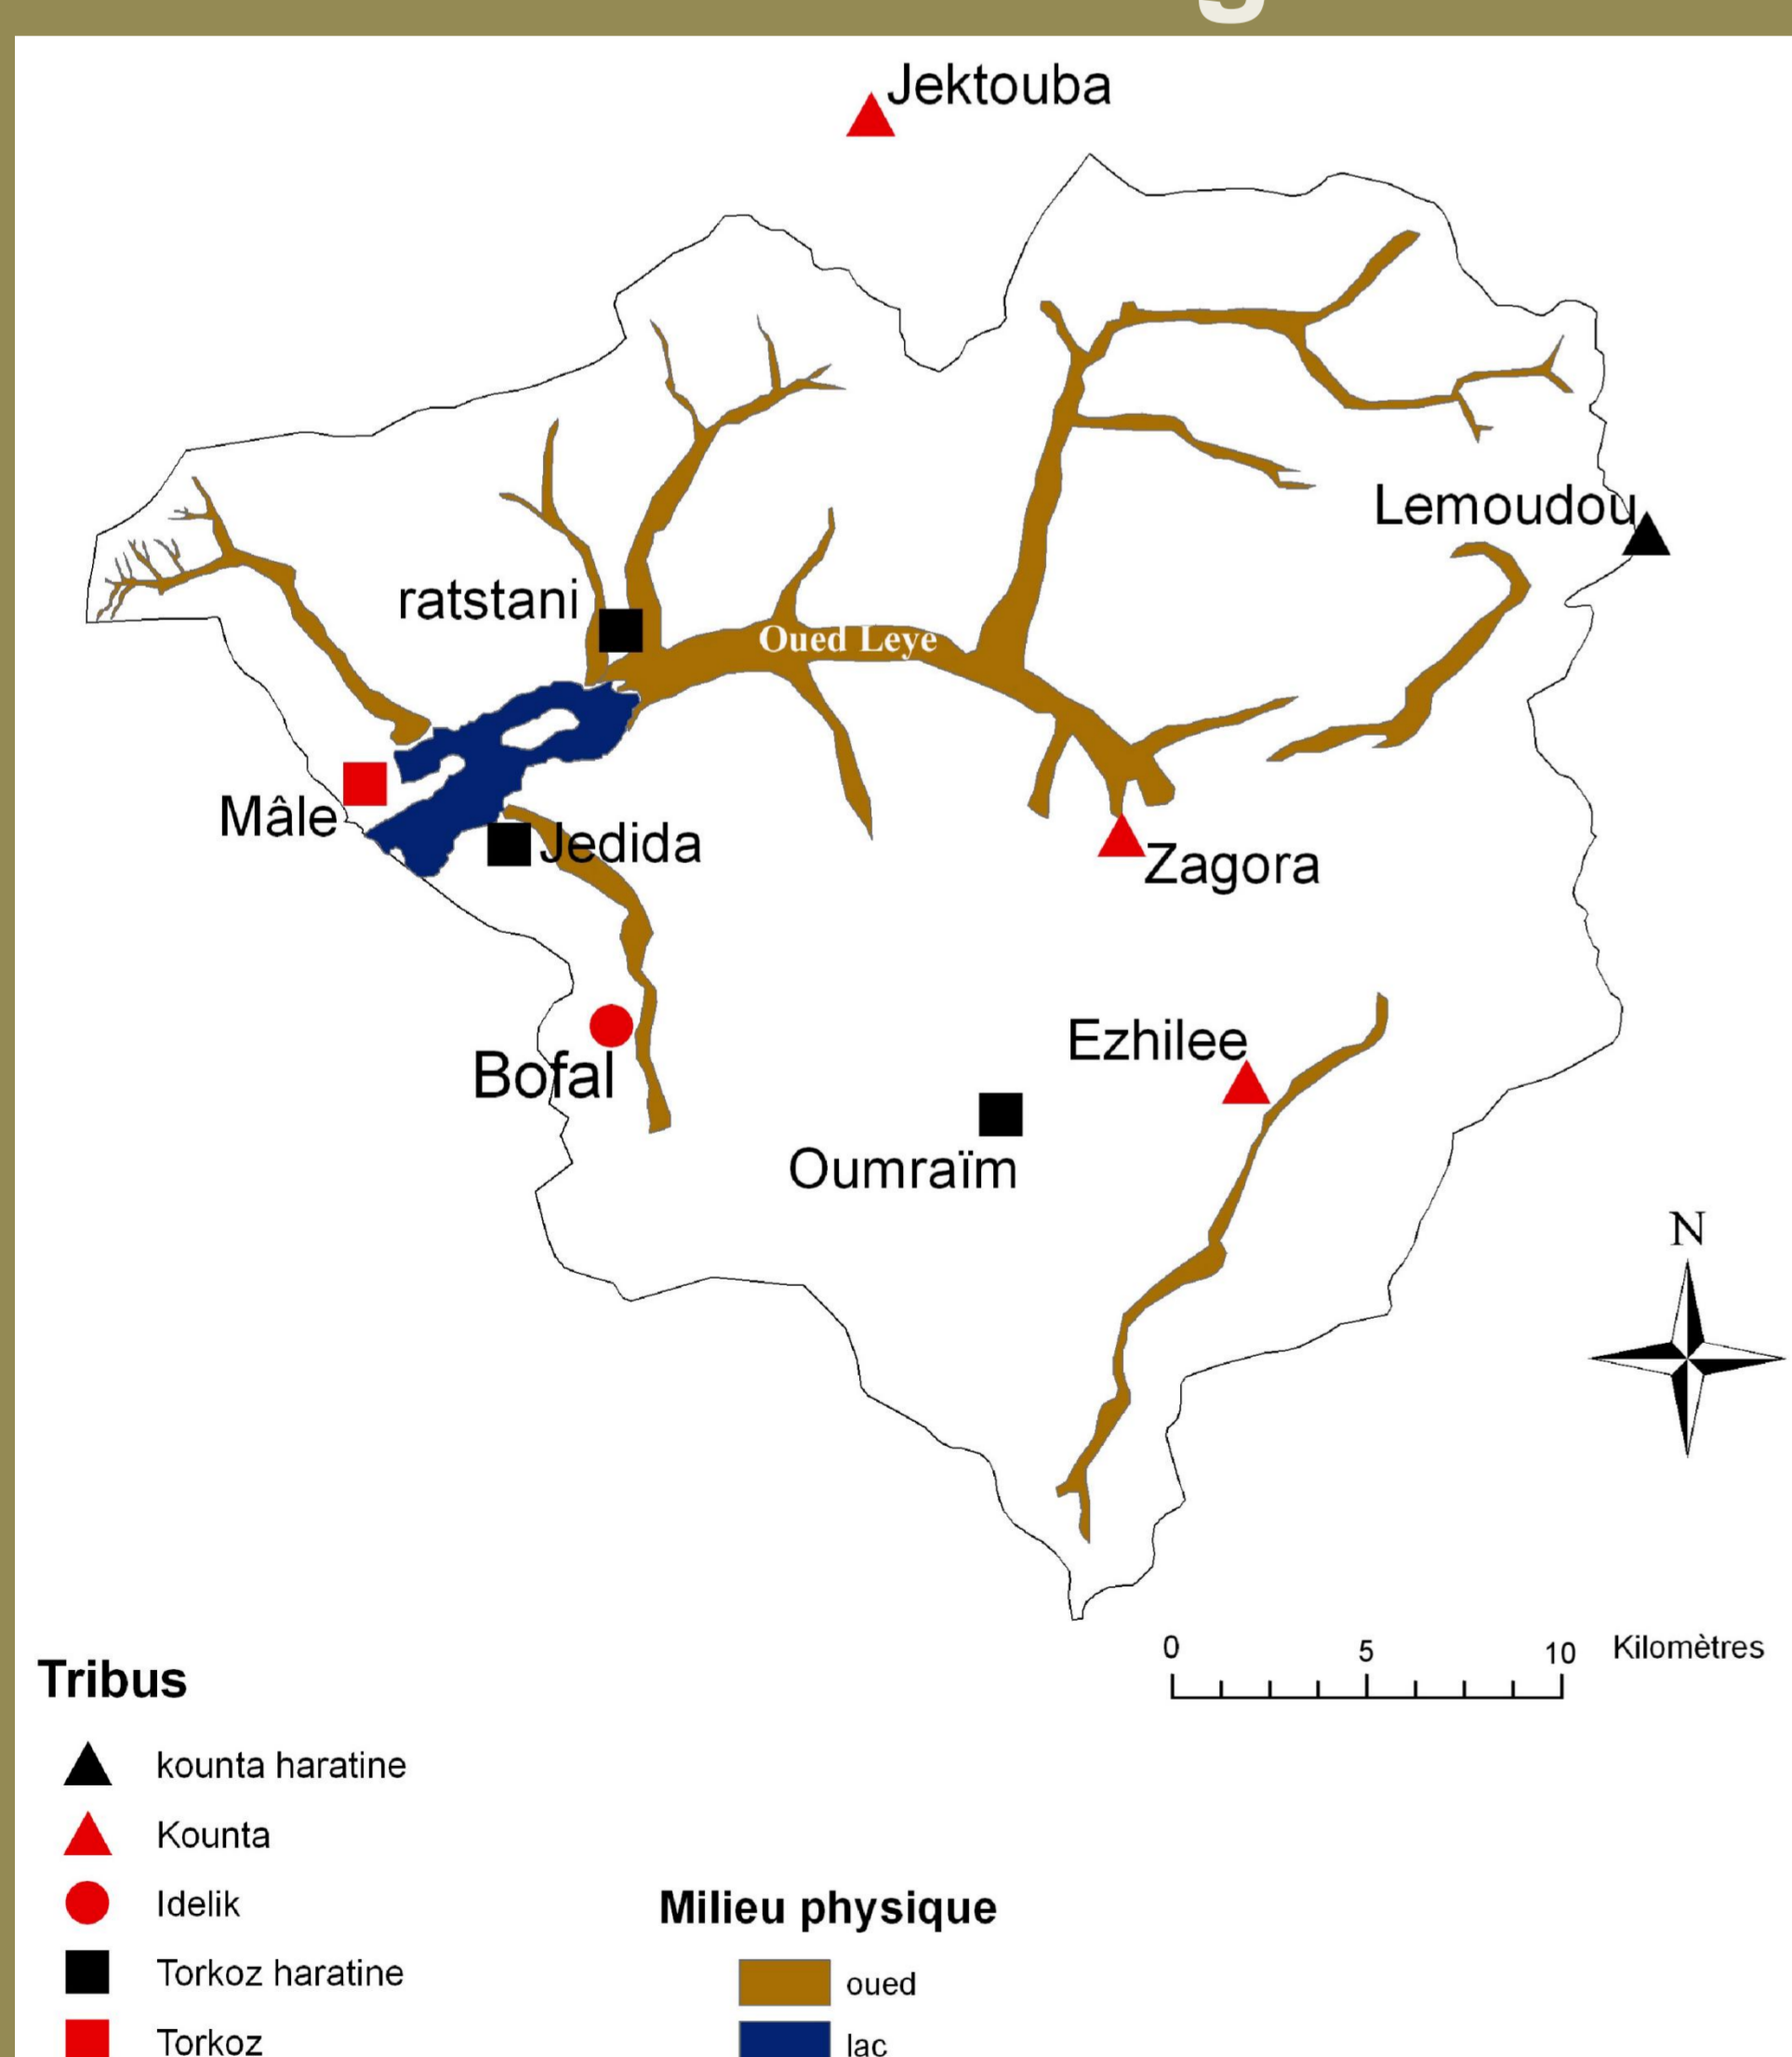 Jektouba
Lemoudou
ratstani
Oued Leye
Mâle
Jedida
Zagora
Ezhilee
Bofal
Oumraïm
N
0 5 10 Kilomètres
Tribus
kounta haratine
Kounta
Idelik
Torkoz haratine
Torkoz
Milieu physique
oued
lac